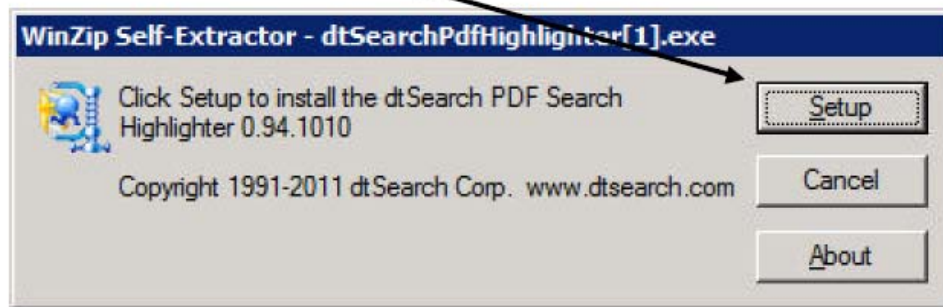 WinZip Self-Extractor - dtSearchPdfHighlighter[1].exe
Click Setup to install the dtSearch PDF Search
Highlighter 0.94.1010
Copyright 1991-2011 dtSearch Corp.  www.dtsearch.com
Setup
Cancel
About